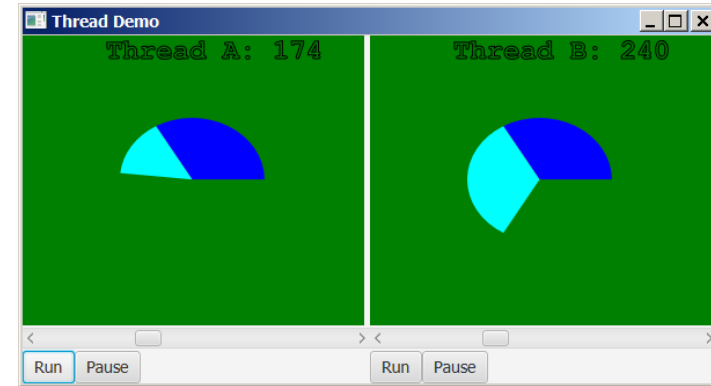 Thread Demo
Thread A: 174
Thread B: 240
Run Pause
Run Pause